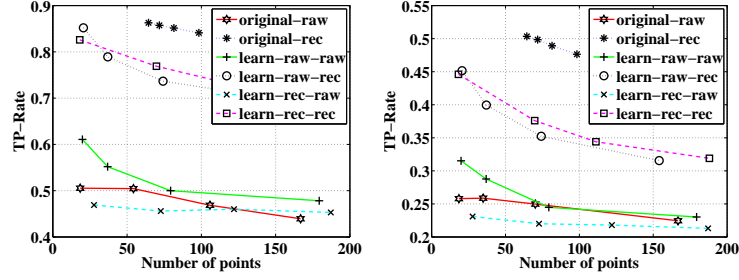 0.9
0.8
0.7
0.6
0.5
0.4
0
50
100
150
200
TP−Rate
Number of points
original−raw
original−rec
learn−raw−raw
learn−raw−rec
learn−rec−raw
learn−rec−rec
0.55
0.5
0.45
0.4
0.35
0.3
0.25
0.2
0
50
100
150
200
TP−Rate
Number of points
original−raw
original−rec
learn−raw−raw
learn−raw−rec
learn−rec−raw
learn−rec−rec